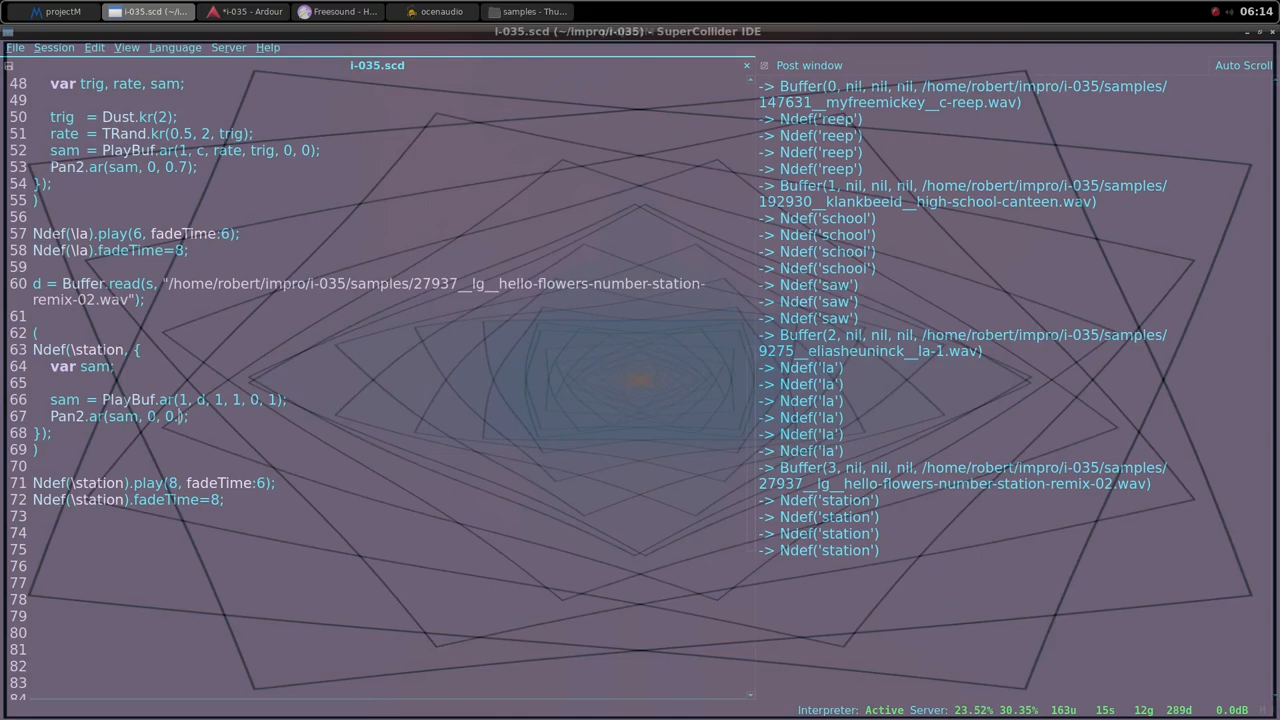 projectM
i-035.scd (~/i...
*i-035 - Ardour
Freesound - H...
ocenaudio
samples - Thu...
06:14
i-035.scd (~/impro/i-035) - SuperCollider IDE
File Session Edit View Language Server Help
i-035.scd
Post window
Auto Scroll
48 var trig, rate, sam;
49
50 trig = Dust.kr(2);
51 rate = TRand.kr(0.5, 2, trig);
52 sam = PlayBuf.ar(1, c, rate, trig, 0, 0);
53 Pan2.ar(sam, 0, 0.7);
54 });
55 )
56
57 Ndef(\la).play(6, fadeTime:6);
58 Ndef(\la).fadeTime=8;
59
60 d = Buffer.read(s, "/home/robert/impro/i-035/samples/27937__lg__hello-flowers-number-station-
remix-02.wav");
61
62 (
63 Ndef(\station, {
64 var sam;
65
66 sam = PlayBuf.ar(1, d, 1, 1, 0, 1);
67 Pan2.ar(sam, 0, 0.);
68 });
69 )
70
71 Ndef(\station).play(8, fadeTime:6);
72 Ndef(\station).fadeTime=8;
73
74
75
76
77
78
79
80
81
82
83
84
-> Buffer(0, nil, nil, nil, /home/robert/impro/i-035/samples/
147631__myfreemickey__c-reep.wav)
-> Ndef('reep')
-> Ndef('reep')
-> Ndef('reep')
-> Ndef('reep')
-> Buffer(1, nil, nil, nil, /home/robert/impro/i-035/samples/
192930__klankbeeld__high-school-canteen.wav)
-> Ndef('school')
-> Ndef('school')
-> Ndef('school')
-> Ndef('school')
-> Ndef('saw')
-> Ndef('saw')
-> Ndef('saw')
-> Buffer(2, nil, nil, nil, /home/robert/impro/i-035/samples/
9275__eliasheuninck__la-1.wav)
-> Ndef('la')
-> Ndef('la')
-> Ndef('la')
-> Ndef('la')
-> Ndef('la')
-> Ndef('la')
-> Buffer(3, nil, nil, nil, /home/robert/impro/i-035/samples/
27937__lg__hello-flowers-number-station-remix-02.wav)
-> Ndef('station')
-> Ndef('station')
-> Ndef('station')
-> Ndef('station')
Interpreter: Active Server: 23.52% 30.35% 163u 15s 12g 289d 0.0dB